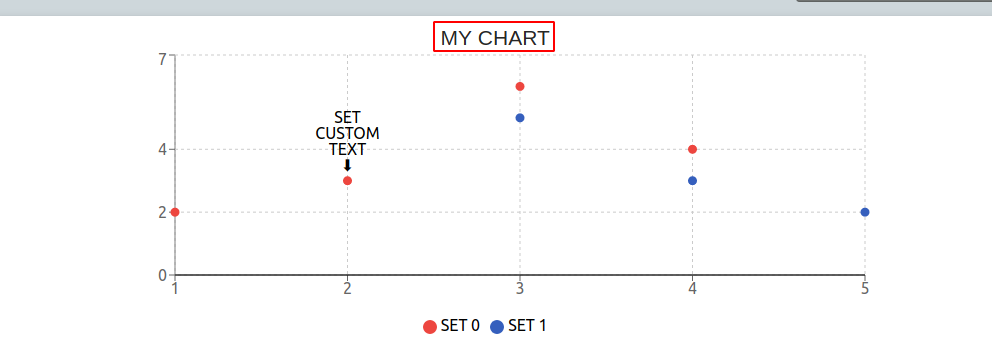 MY CHART
7
SET
CUSTOM
TEXT
4
2
0
1 2 3 4 5
SET 0 SET 1